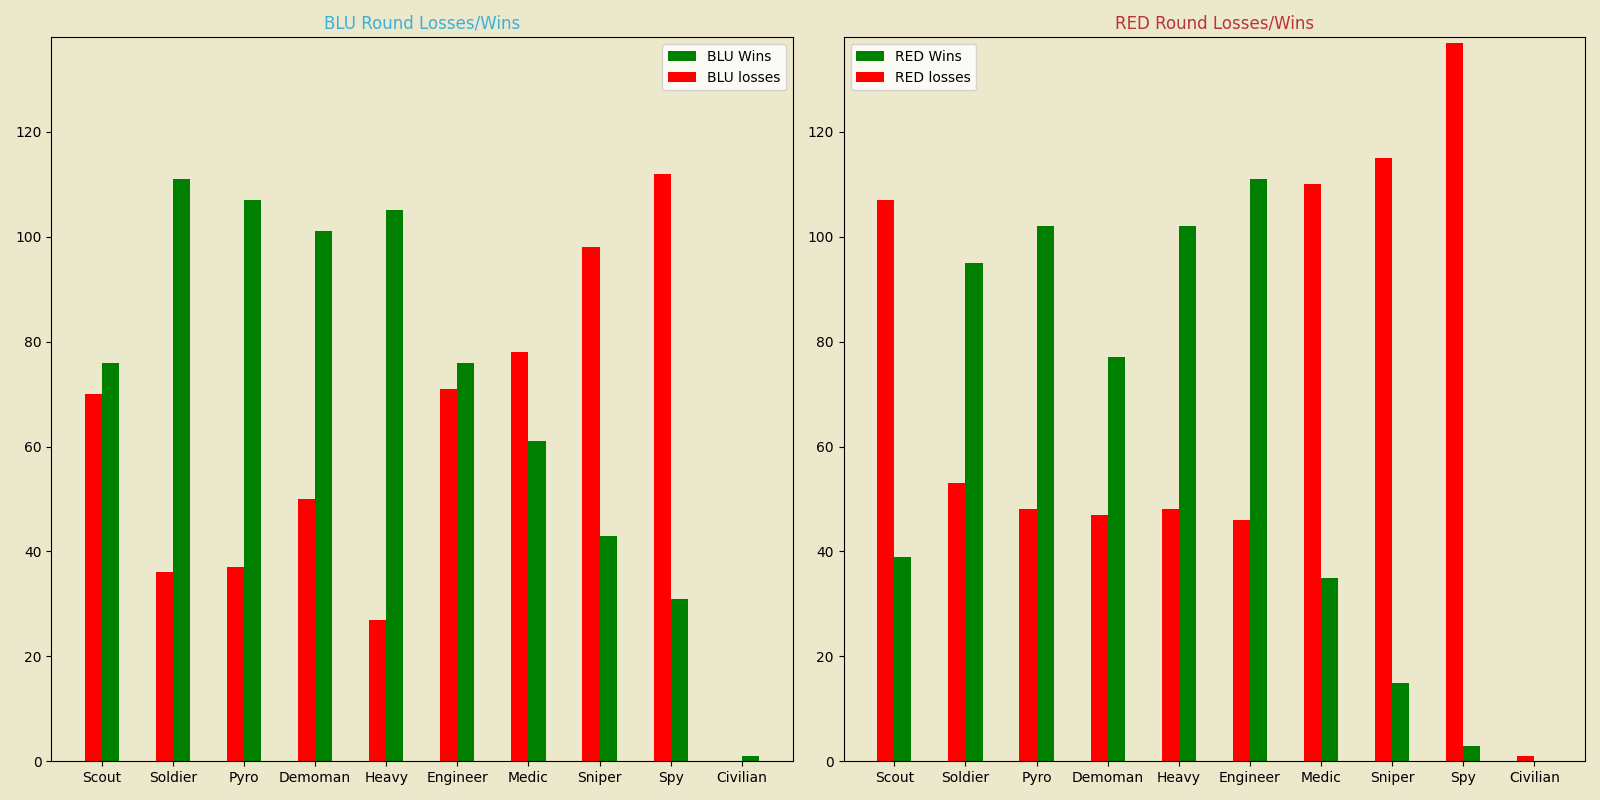 BLU Round Losses/Wins
BLU Wins
BLU losses
120
100
80
60
40
20
0
Scout Soldier Pyro Demoman Heavy Engineer Medic Sniper Spy Civilian
RED Round Losses/Wins
RED Wins
RED losses
120
100
80
60
40
20
0
Scout Soldier Pyro Demoman Heavy Engineer Medic Sniper Spy Civilian